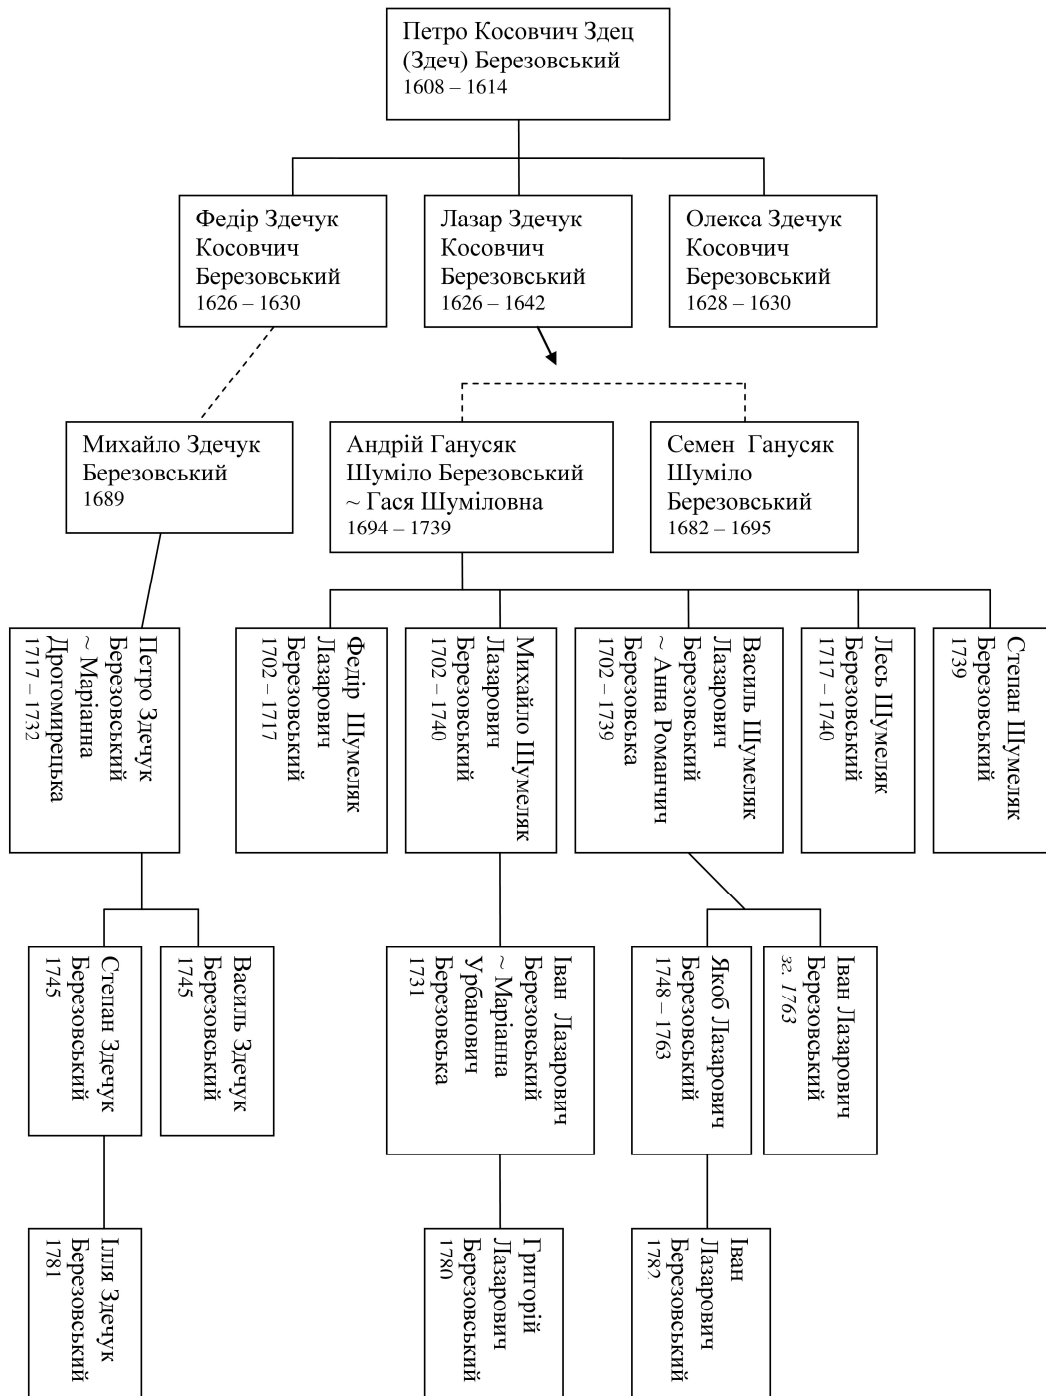 Петро Косовчич Здец
(Здеч) Березовський
1608 – 1614
Федір Здечук
Косовчич
Березовський
1626 – 1630
Лазар Здечук
Косовчич
Березовський
1626 – 1642
Олекса Здечук
Косовчич
Березовський
1628 – 1630
Михайло Здечук
Березовський
1689
Андрій Ганусяк
Шуміло Березовський
~ Гася Шуміловна
1694 – 1739
Семен Ганусяк
Шуміло
Березовський
1682 – 1695
Петро Здечук
Березовський
~ Маріанна
Дрогомирецька
1717 – 1732
Федір Шумеляк
Лазарович
Березовський
1702 – 1717
Михайло Шумеляк
Лазарович
Березовський
1702 – 1740
Василь Шумеляк
Лазарович
Березовський
~ Анна Романчич
Березовська
1702 – 1739
Лесь Шумеляк
Березовський
1717 – 1740
Степан Шумеляк
Березовський
1739
Степан Здечук
Березовський
1745
Василь Здечук
Березовський
1745
Іван Лазарович
Березовський
~ Маріанна
Урбанович
Березовська
1731
Якоб Лазарович
Березовський
1748 – 1763
Іван Лазарович
Березовський
зг. 1763
Ілля Здечук
Березовський
1781
Григорій
Лазарович
Березовський
1780
Іван
Лазарович
Березовський
1782